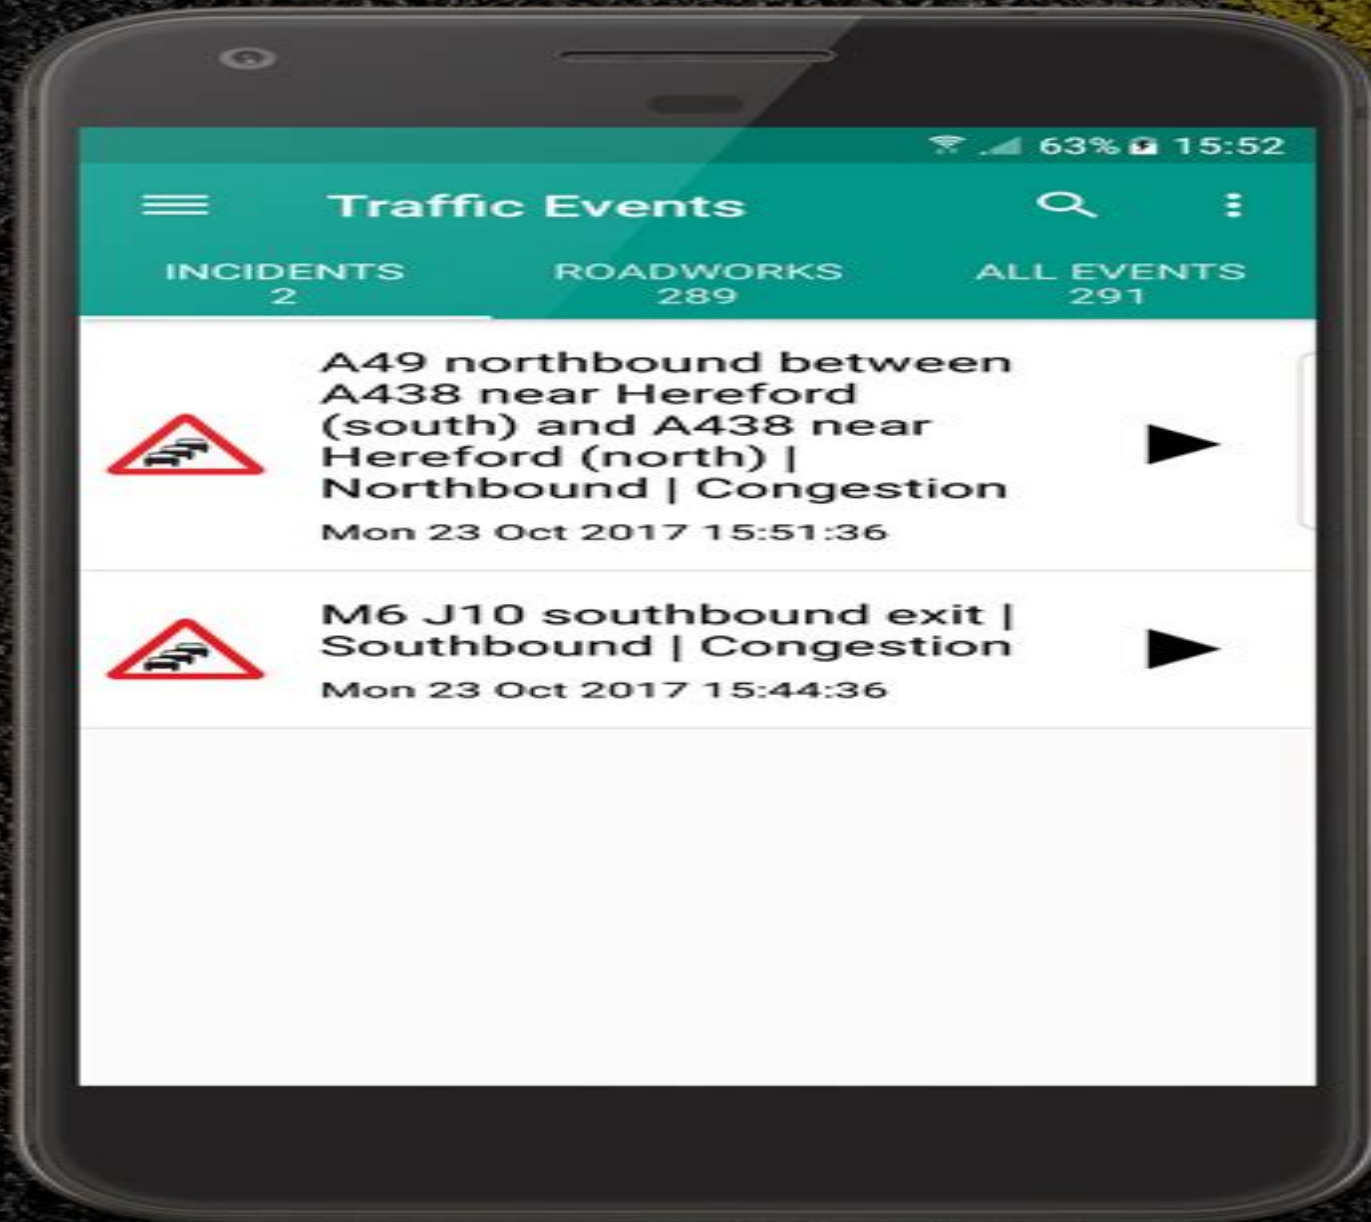 63% 15:52
Traffic Events
INCIDENTS
2
ROADWORKS
289
ALL EVENTS
291
A49 northbound between
A438 near Hereford
(south) and A438 near
Hereford (north) |
Northbound | Congestion
Mon 23 Oct 2017 15:51:36
M6 J10 southbound exit |
Southbound | Congestion
Mon 23 Oct 2017 15:44:36